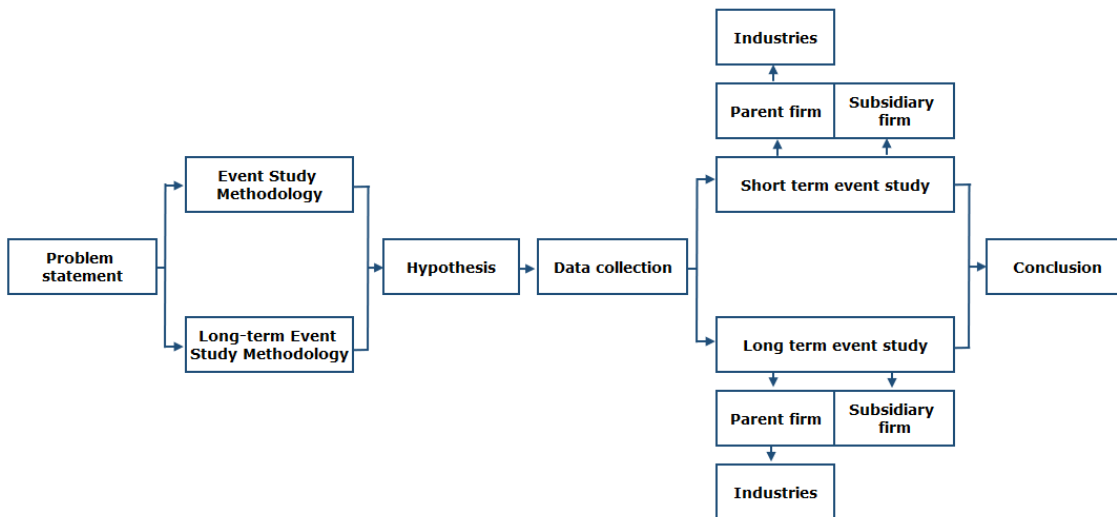 Industries
Parent firm
Subsidiary
firm
Event Study
Methodology
Short term event study
Problem
statement
Hypothesis
Data collection
Conclusion
Long-term Event
Study Methodology
Long term event study
Parent firm
Subsidiary
firm
Industries